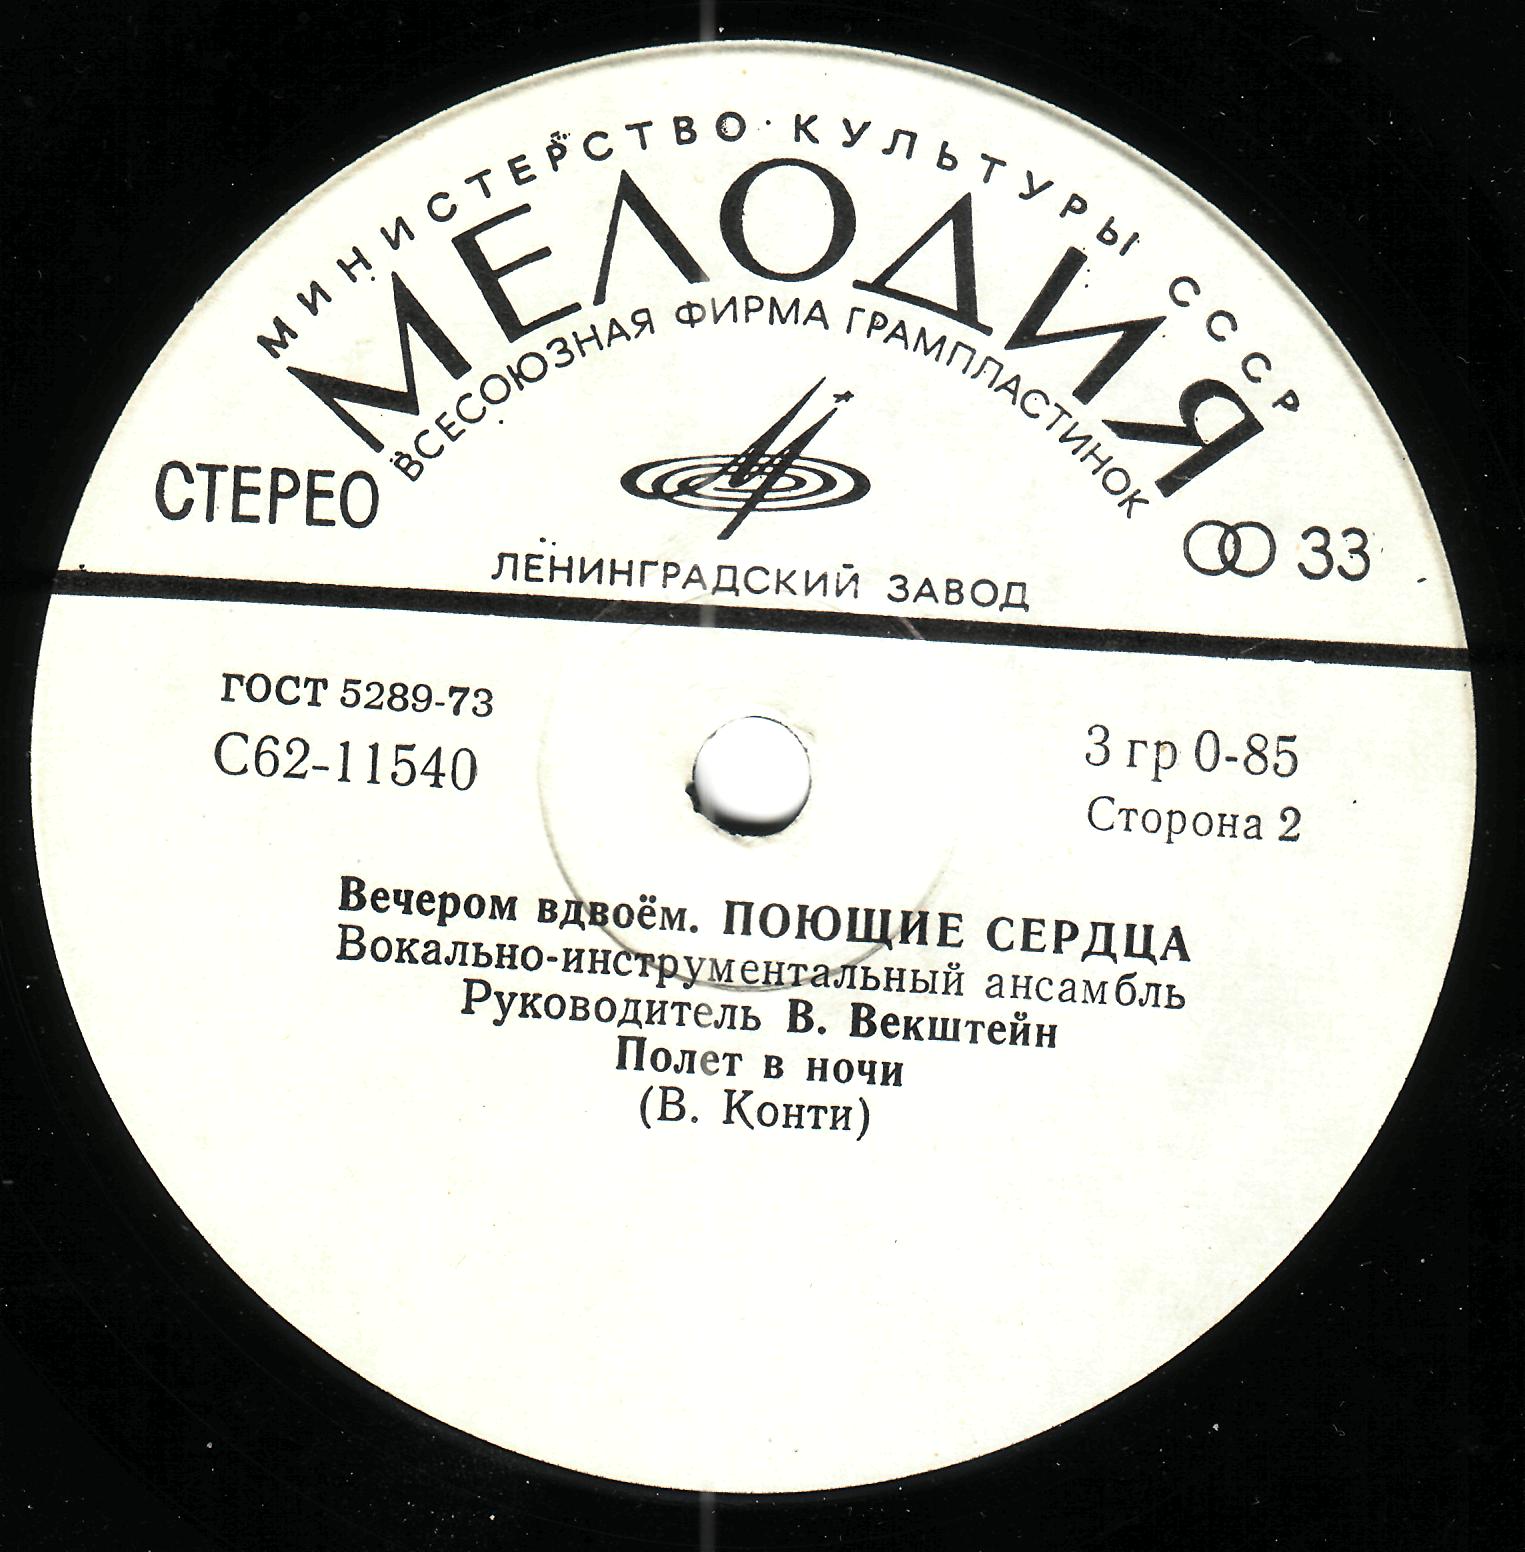 МИНИСТЕРСТВО КУЛЬТУРЫ СССР
МЕЛОДИЯ
ВСЕСОЮЗНАЯ ФИРМА ГРАМПЛАСТИНОК
СТЕРЕО
33
ЛЕНИНГРАДСКИЙ ЗАВОД
ГОСТ 5289-73
С62-11540
3 гр 0-85
Сторона 2
Вечером вдвоём. ПОЮЩИЕ СЕРДЦА
Вокально-инструментальный ансамбль
Руководитель В. Векштейн
Полет в ночи
(В. Конти)